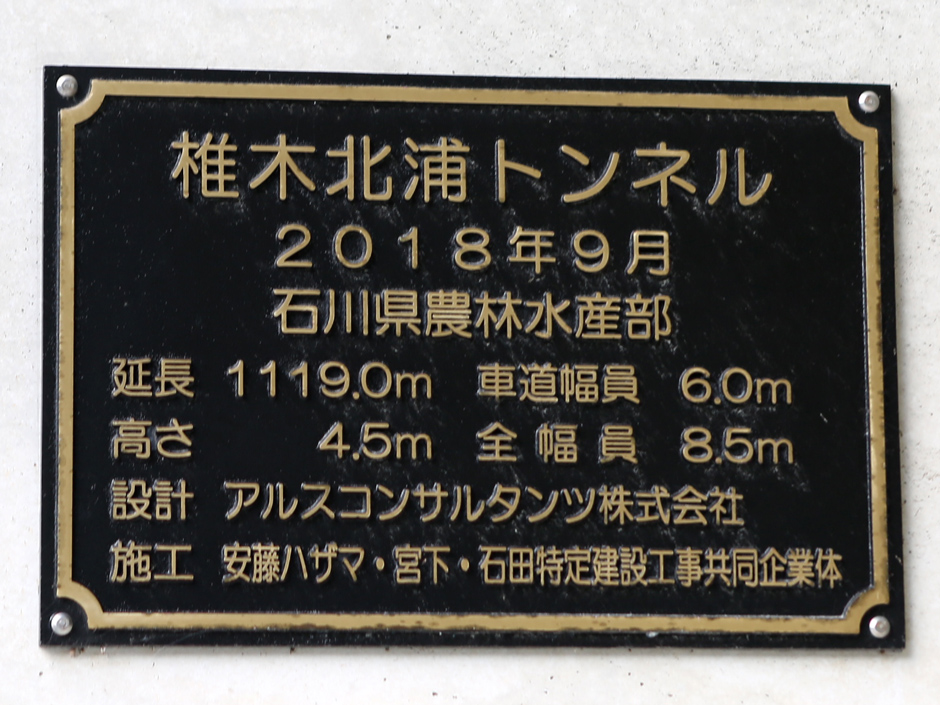 椎木北浦トンネル
2018年9月
石川県農林水産部
延長 1119.0m 車道幅員 6.0m
高さ 4.5m 全幅員 8.5m
設計 アルスコンサルタンツ株式会社
施工 安藤ハザマ・宮下・石田特定建設工事共同企業体